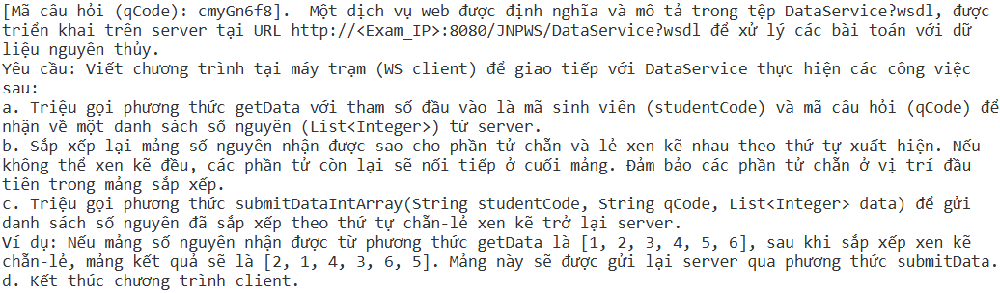 [Mã câu hỏi (qCode): cmyGn6f8].  Một dịch vụ web được định nghĩa và mô tả trong tệp DataService?wsdl, được
triển khai trên server tại URL http://<Exam_IP>:8080/JNPWS/DataService?wsdl để xử lý các bài toán với dữ
liệu nguyên thủy.
Yêu cầu: Viết chương trình tại máy trạm (WS client) để giao tiếp với DataService thực hiện các công việc
sau:
a. Triệu gọi phương thức getData với tham số đầu vào là mã sinh viên (studentCode) và mã câu hỏi (qCode) để
nhận về một danh sách số nguyên (List<Integer>) từ server.
b. Sắp xếp lại mảng số nguyên nhận được sao cho phần tử chẵn và lẻ xen kẽ nhau theo thứ tự xuất hiện. Nếu
không thể xen kẽ đều, các phần tử còn lại sẽ nối tiếp ở cuối mảng. Đảm bảo các phần tử chẵn ở vị trí đầu
tiên trong mảng sắp xếp.
c. Triệu gọi phương thức submitDataIntArray(String studentCode, String qCode, List<Integer> data) để gửi
danh sách số nguyên đã sắp xếp theo thứ tự chẵn-lẻ xen kẽ trở lại server.
Ví dụ: Nếu mảng số nguyên nhận được từ phương thức getData là [1, 2, 3, 4, 5, 6], sau khi sắp xếp xen kẽ
chẵn-lẻ, mảng kết quả sẽ là [2, 1, 4, 3, 6, 5]. Mảng này sẽ được gửi lại server qua phương thức submitData.
d. Kết thúc chương trình client.